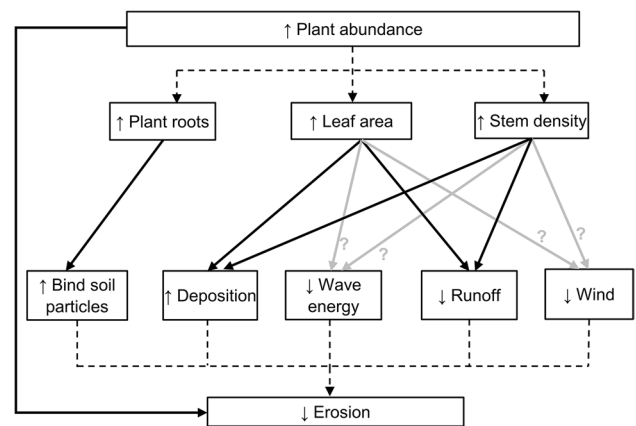 ↑ Plant abundance
↑ Plant roots
↑ Leaf area
↑ Stem density
?
?
?
?
↑ Bind soil
particles
↑ Deposition
↓ Wave
energy
↓ Runoff
↓ Wind
↓ Erosion